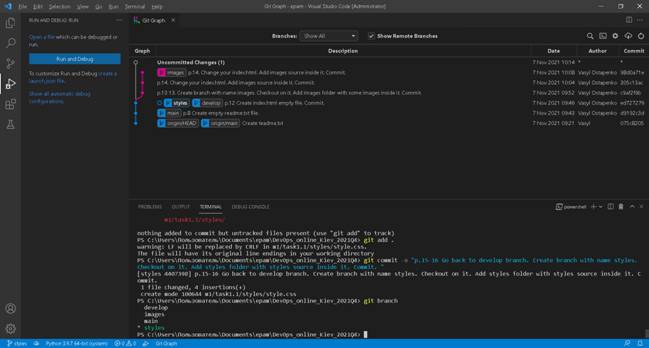 File Edit Selection View Go Run Terminal Help
Git Graph - epam - Visual Studio Code [Administrator]
RUN AND DEBUG: RUN
Git Graph
Open a file which can be debugged or run.
Run and Debug
To customize Run and Debug create a launch.json file.
Show all automatic debug configurations.
Branches: Show All
Show Remote Branches
Graph Description Date Author Commit
Uncommitted Changes (1) 7 Nov 2021 10:14 * *
images p.14. Change your index.html. Add images source inside it. Commit. 7 Nov 2021 10:08 Vasyl Ostapenko
p.14. Change your index.html. Add images source inside it. Commit. 7 Nov 2021 10:04 Vasyl Ostapenko
p.12 13. Create branch with name images. Checkout on it. Add images folder with some images inside it. Commit. 7 Nov 2021 09:52 Vasyl Ostapenko
styles develop p.12 Create index.html empty file. Commit. 7 Nov 2021 09:46 Vasyl Ostapenko ed727279
main p.8 Create empty readme.txt file. 7 Nov 2021 09:43 Vasyl Ostapenko d9192c2d
origin/HEAD origin/main Create readme.txt 7 Nov 2021 09:21 Vasyl 075c8205
PROBLEMS OUTPUT TERMINAL DEBUG CONSOLE
powershell
m1/task1.1/styles/
nothing added to commit but untracked files present (use "git add" to track)
PS C:\Users\Пользователь\Documents\epam\DevOps_online_Kiev_2021Q4> git add .
warning: LF will be replaced by CRLF in m1/task1.1/styles/style.css.
The file will have its original line endings in your working directory
PS C:\Users\Пользователь\Documents\epam\DevOps_online_Kiev_2021Q4> git commit -m "p.15-16 Go back to develop branch. Create branch with name styles.
Checkout on it. Add styles folder with styles source inside it. Commit. "
[styles 4407398] p.15-16 Go back to develop branch. Create branch with name styles. Checkout on it. Add styles folder with styles source inside it. C
ommit.
1 file changed, 4 insertions(+)
create mode 100644 m1/task1.1/styles/style.css
PS C:\Users\Пользователь\Documents\epam\DevOps_online_Kiev_2021Q4> git branch
develop
images
main
* styles
PS C:\Users\Пользователь\Documents\epam\DevOps_online_Kiev_2021Q4>
styles Python 3.9.7 64-bit (system) 0 0 Git Graph